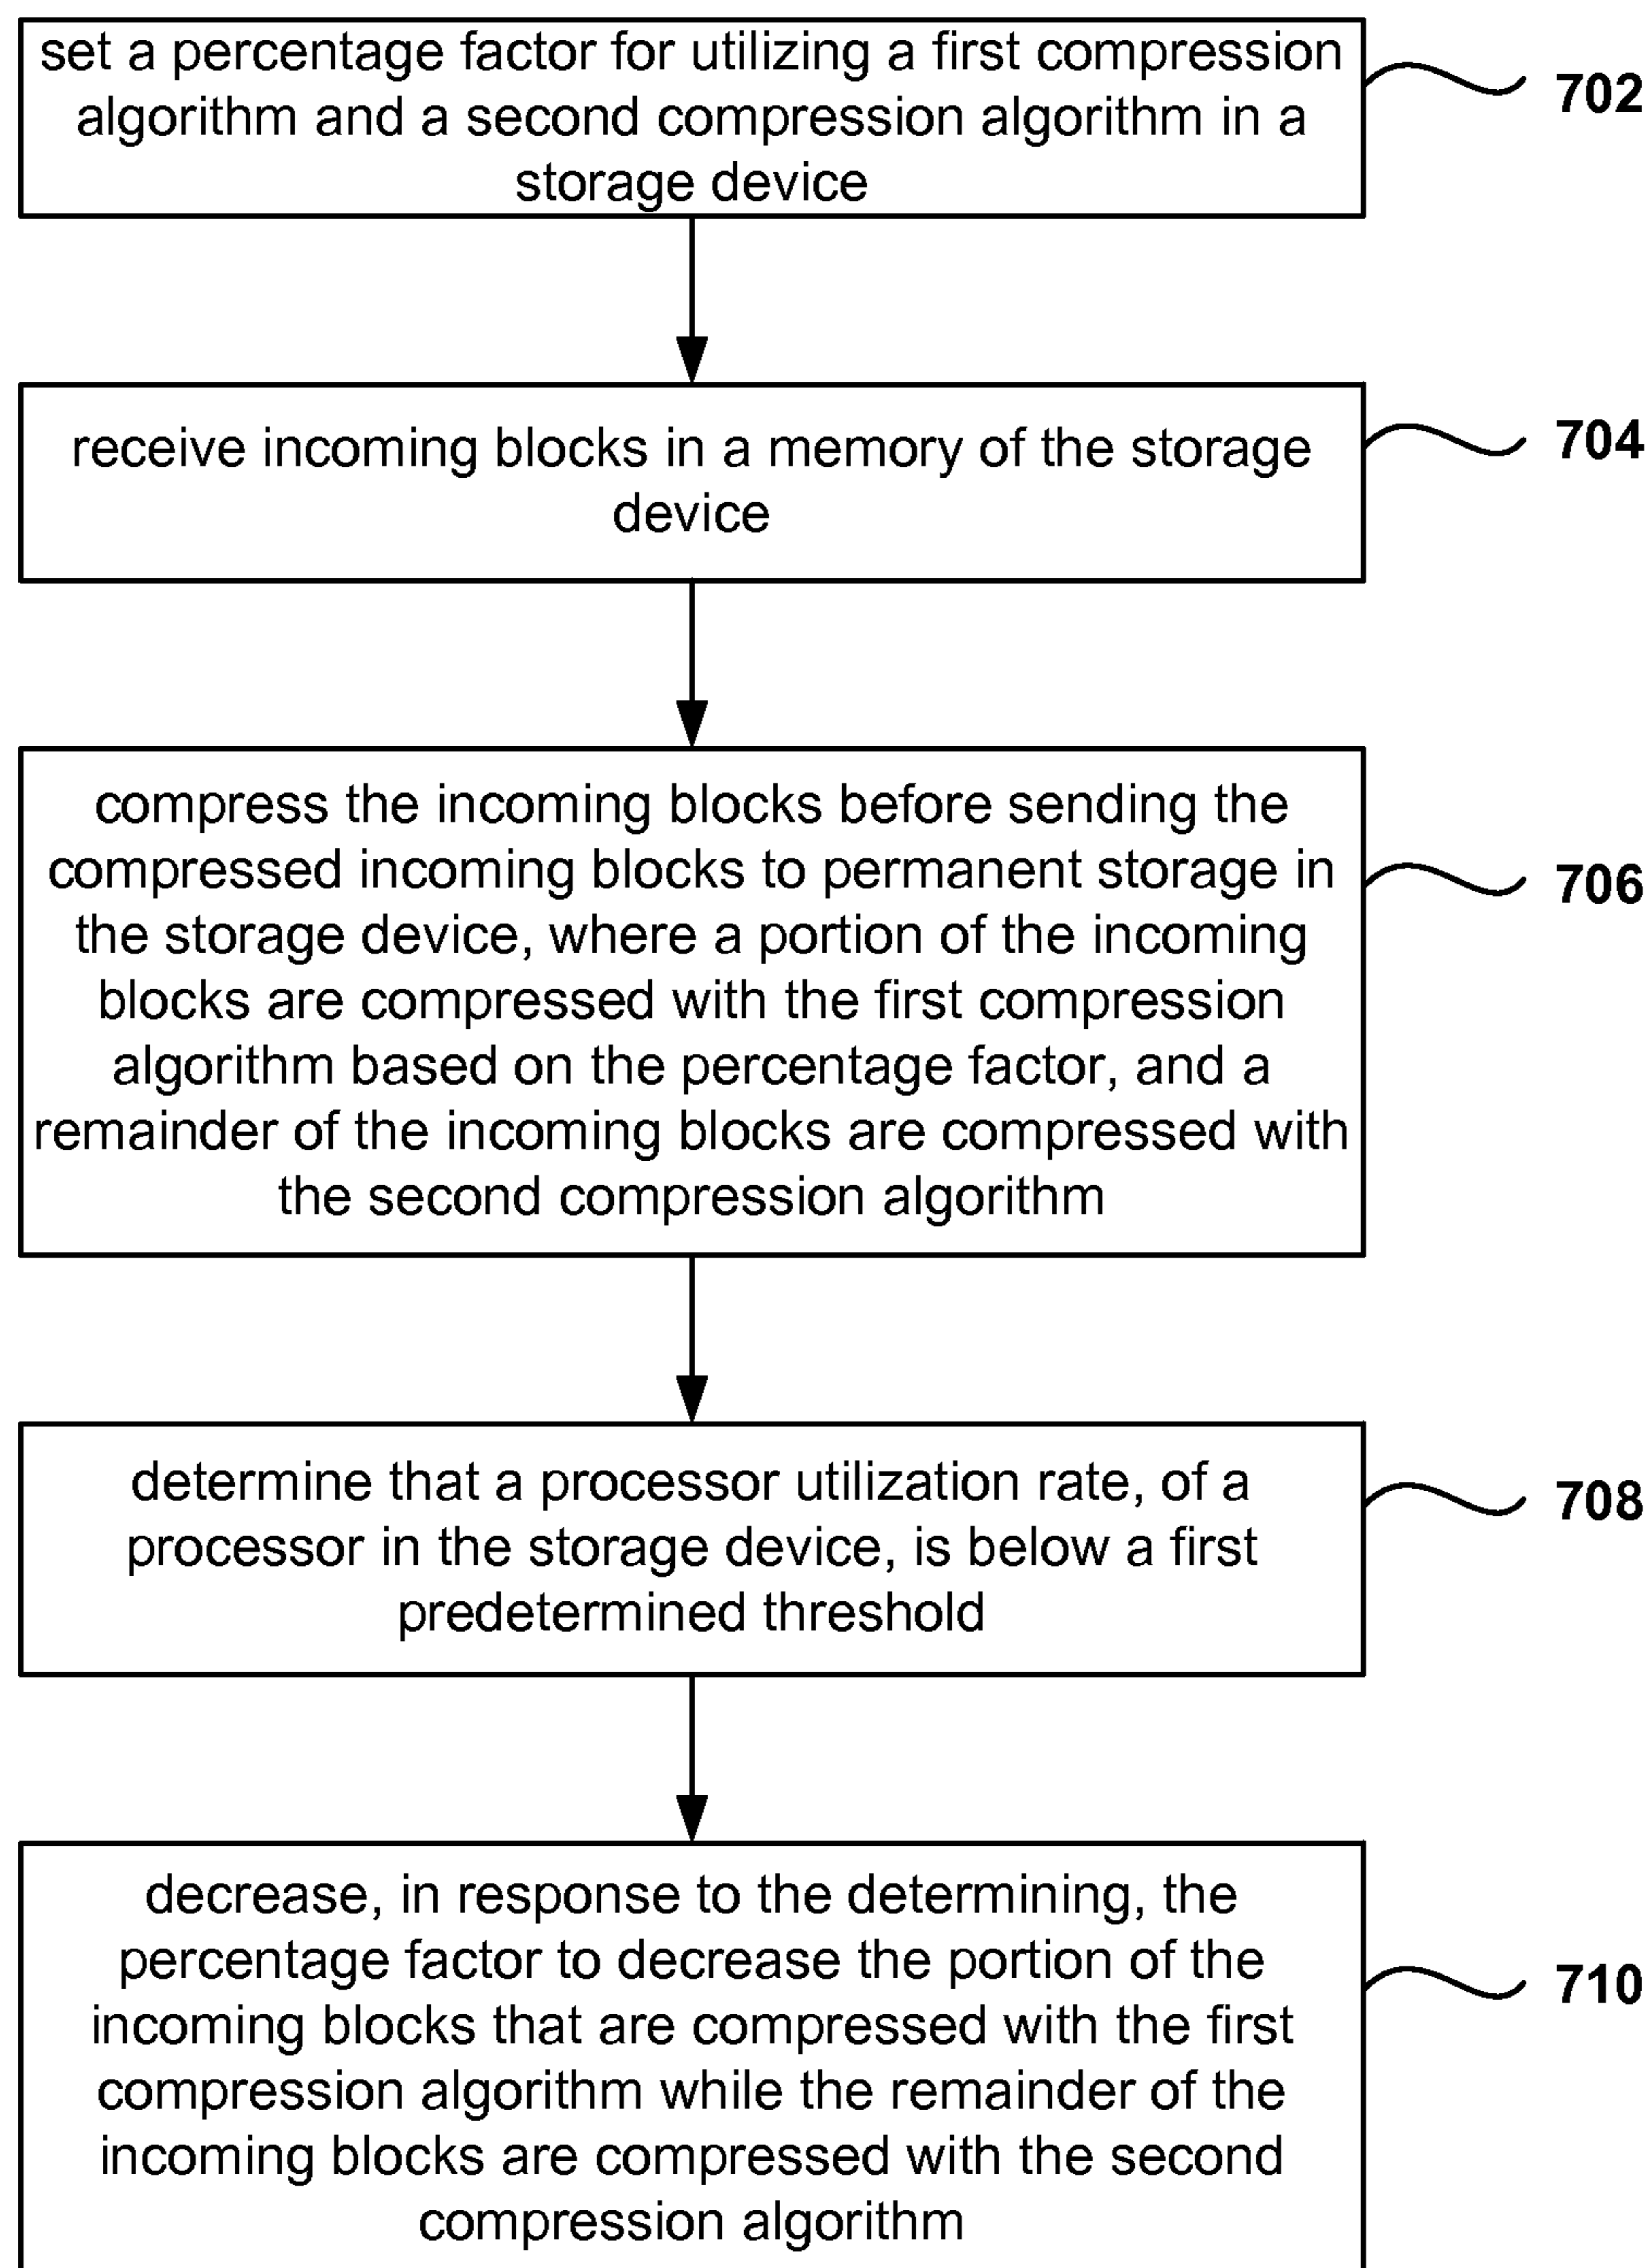 set a percentage factor for utilizing a first compression
algorithm and a second compression algorithm in a
storage device
702
receive incoming blocks in a memory of the storage
device
704
compress the incoming blocks before sending the
compressed incoming blocks to permanent storage in
the storage device, where a portion of the incoming
blocks are compressed with the first compression
algorithm based on the percentage factor, and a
remainder of the incoming blocks are compressed with
the second compression algorithm
706
determine that a processor utilization rate, of a
processor in the storage device, is below a first
predetermined threshold
708
decrease, in response to the determining, the
percentage factor to decrease the portion of the
incoming blocks that are compressed with the first
compression algorithm while the remainder of the
incoming blocks are compressed with the second
compression algorithm
710